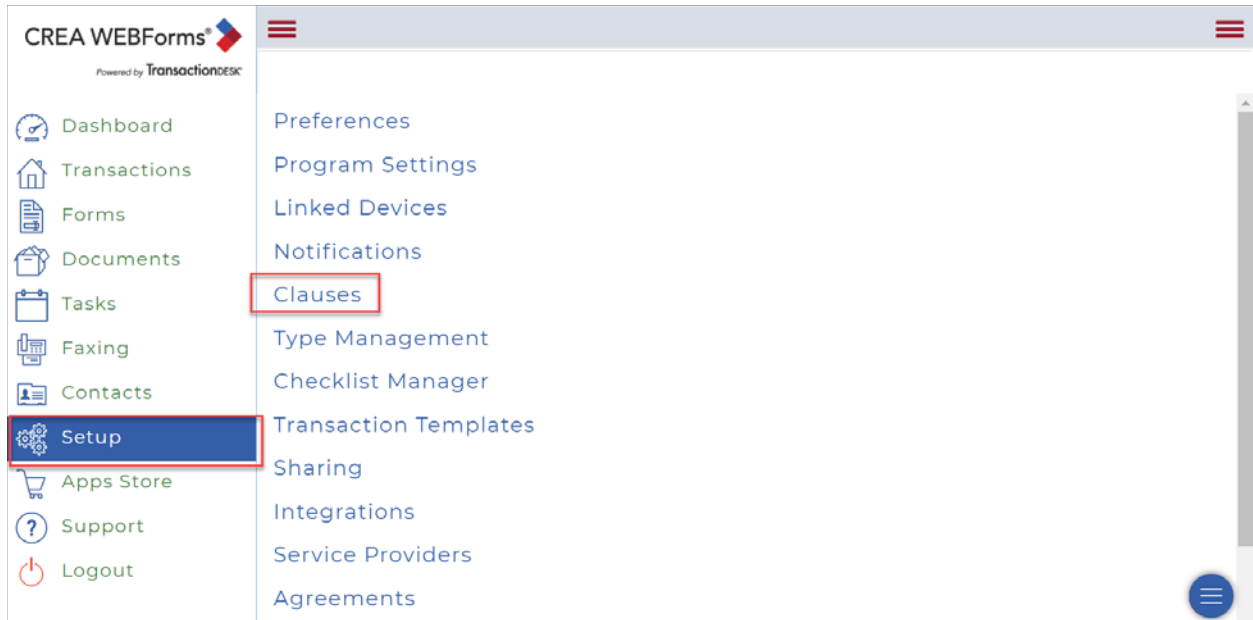 CREA WEBForms®
Powered by TransactionDESK®
Dashboard
Transactions
Forms
Documents
Tasks
Faxing
Contacts
Setup
Apps Store
Support
Logout
Preferences
Program Settings
Linked Devices
Notifications
Clauses
Type Management
Checklist Manager
Transaction Templates
Sharing
Integrations
Service Providers
Agreements